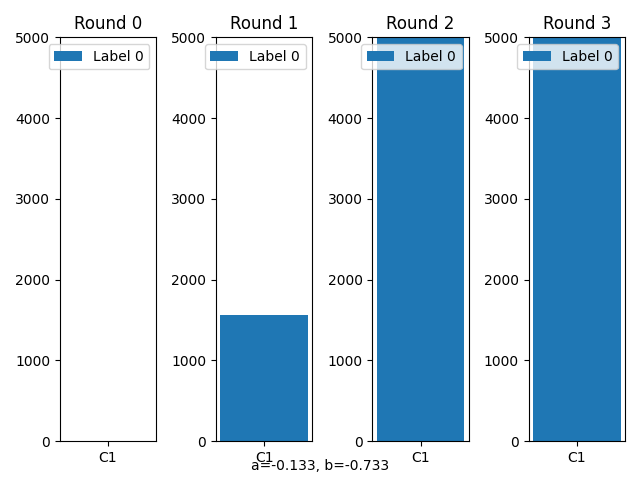 Round 0 Round 1 Round 2 Round 3
Label 0 Label 0 Label 0 Label 0
5000 5000 5000 5000
4000 4000 4000 4000
3000 3000 3000 3000
2000 2000 2000 2000
1000 1000 1000 1000
0 0 0 0
C1 C1 C1 C1
a=-0.133, b=-0.733